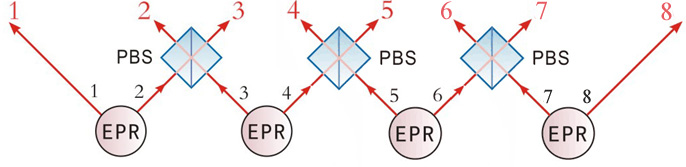 1 2 3 4 5 6 7 8
PBS PBS PBS
1 2 3 4 5 6 7 8
EPR EPR EPR EPR